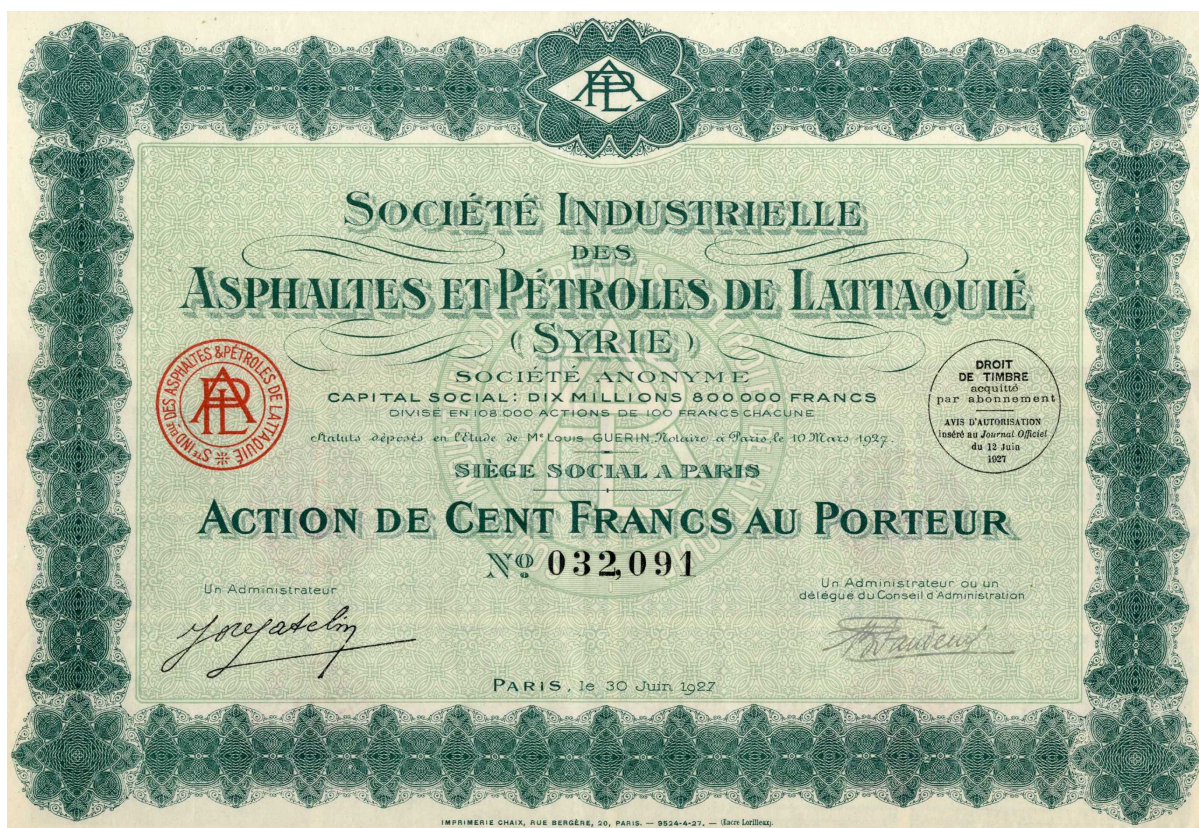 APL
SOCIÉTÉ INDUSTRIELLE
DES
ASPHALTES ET PÉTROLES DE LATTAQUIÉ
(SYRIE)
SOCIÉTÉ ANONYME
CAPITAL SOCIAL: DIX MILLIONS 800000 FRANCS
DIVISÉ EN 108.000 ACTIONS DE 100 FRANCS CHACUNE
Statuts déposés en l'Étude de Me Louis GUERIN, Notaire à Paris, le 10 Mars 1927.
SIÈGE SOCIAL A PARIS
ACTION DE CENT FRANCS AU PORTEUR
No 032,091
STÉ INDelle DES ASPHALTES & PÉTROLES DE LATTAQUIÉ
APL
DROIT
DE TIMBRE
acquitté
par abonnement
AVIS D'AUTORISATION
inséré au Journal Officiel
du 12 Juin
1927
Un Administrateur
Un Administrateur ou un
délégué du Conseil d'Administration
PARIS, le 30 Juin 1927
IMPRIMERIE CHAIX, RUE BERGÈRE, 20, PARIS. — 9524-4-27. — (Encre Lorilleux).